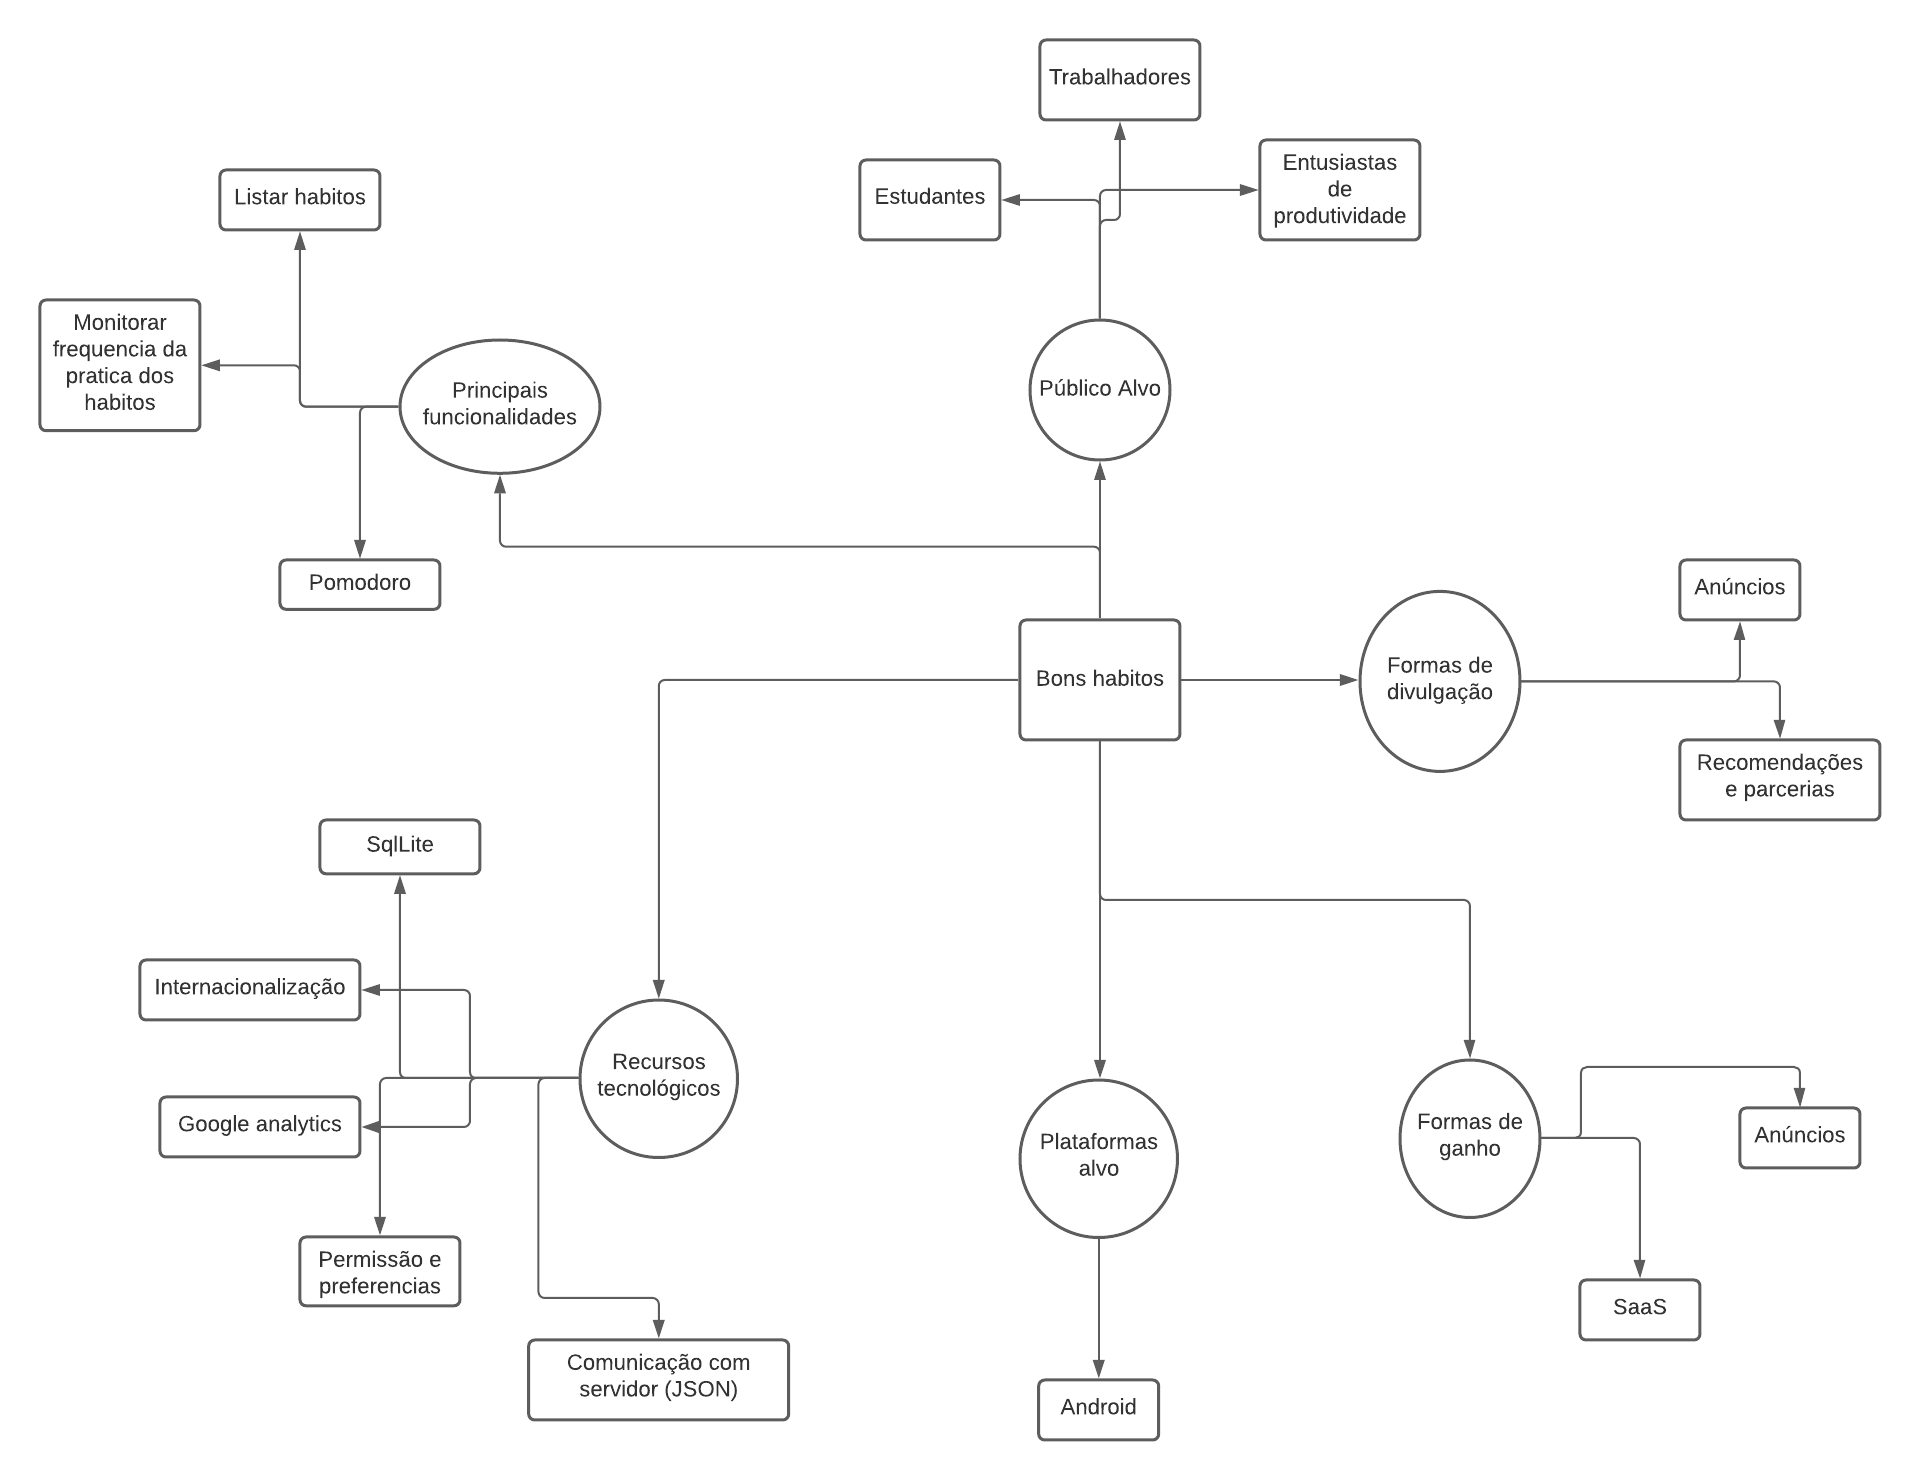 Trabalhadores
Estudantes
Entusiastas
de
produtividade
Listar habitos
Monitorar
frequencia da
pratica dos
habitos
Principais
funcionalidades
Público Alvo
Pomodoro
Bons habitos
Formas de
divulgação
Anúncios
Recomendações
e parcerias
SqlLite
Internacionalização
Google analytics
Recursos
tecnológicos
Permissão e
preferencias
Comunicação com
servidor (JSON)
Plataformas
alvo
Android
Formas de
ganho
Anúncios
SaaS